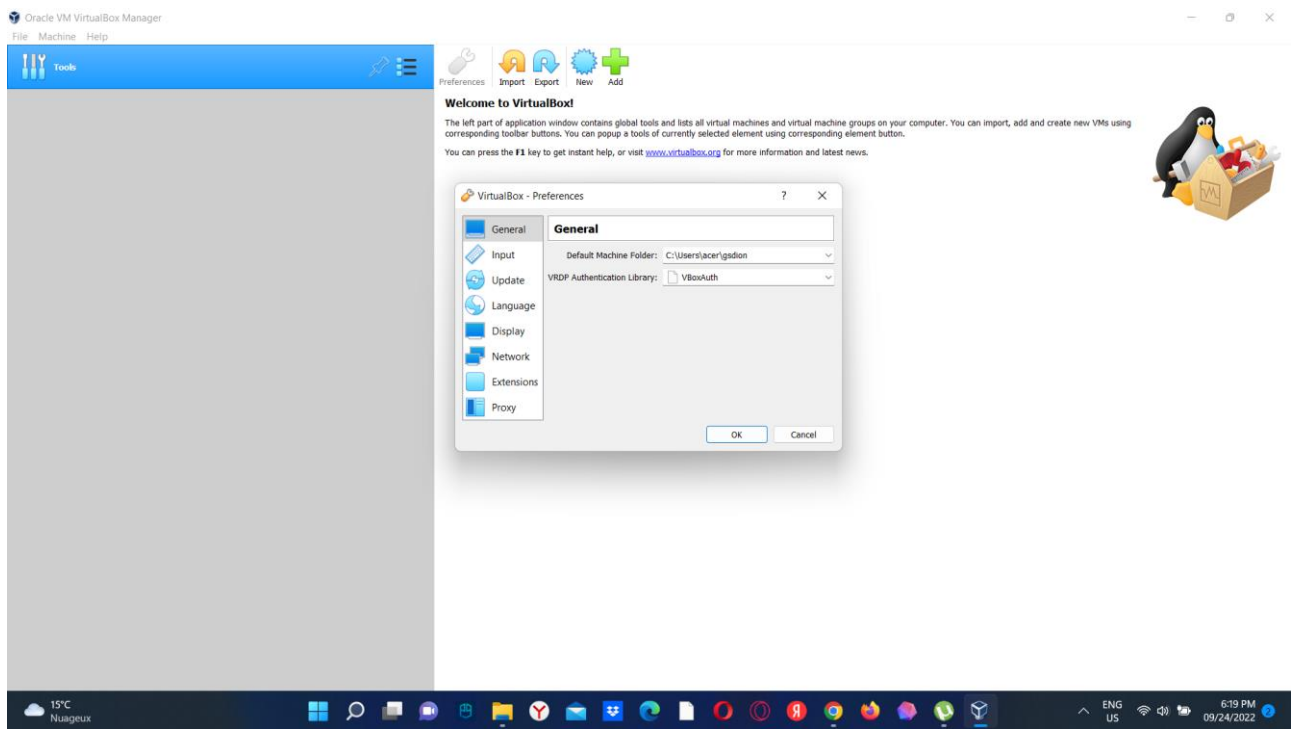 Oracle VM VirtualBox Manager
File Machine Help
Tools
Preferences Import Export New Add
Welcome to VirtualBox!
The left part of application window contains global tools and lists all virtual machines and virtual machine groups on your computer. You can import, add and create new VMs using
corresponding toolbar buttons. You can popup a tools of currently selected element using corresponding element button.
You can press the F1 key to get instant help, or visit www.virtualbox.org for more information and latest news.
VirtualBox - Preferences ?
General
Input
Update
Language
Display
Network
Extensions
Proxy
General
Default Machine Folder: C:\Users\acer\gsdion
VRDP Authentication Library: VBoxAuth
OK Cancel
15°C
Nuageux
ENG
US
6:19 PM
09/24/2022
2